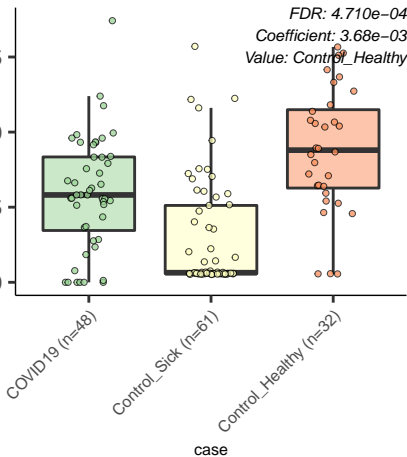 FDR: 4.710e−04
Coefficient: 3.68e−03
Value: Control_Healthy
COVID19 (n=48)
Control_Sick (n=61)
Control_Healthy (n=32)
case